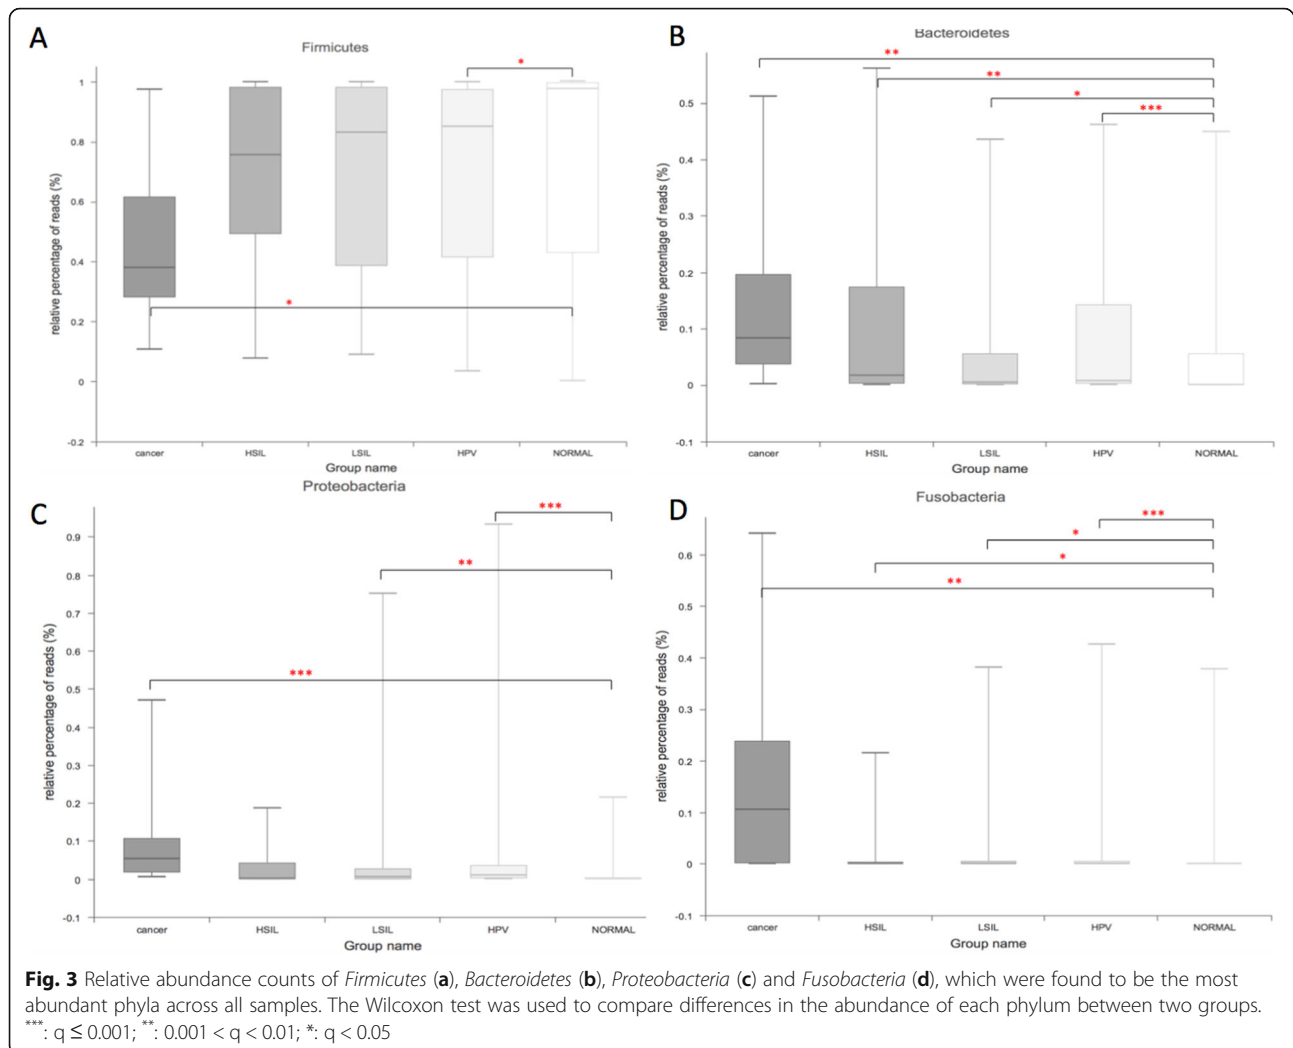 A
Firmicutes
*
1
0.8
0.6
0.4
0.2
0
-0.2
relative percentage of reads (%)
*
cancer HSIL LSIL HPV NORMAL
Group name
B
Bacteroidetes
**
**
*
***
0.5
0.4
0.3
0.2
0.1
0
-0.1
relative percentage of reads (%)
cancer HSIL LSIL HPV NORMAL
Group name
C
Proteobacteria
***
**
***
0.9
0.8
0.7
0.6
0.5
0.4
0.3
0.2
0.1
0
-0.1
relative percentage of reads (%)
cancer HSIL LSIL HPV NORMAL
Group name
D
Fusobacteria
***
*
*
**
0.6
0.5
0.4
0.3
0.2
0.1
0
-0.1
relative percentage of reads (%)
cancer HSIL LSIL HPV NORMAL
Group name
Fig. 3 Relative abundance counts of Firmicutes (a), Bacteroidetes (b), Proteobacteria (c) and Fusobacteria (d), which were found to be the most
abundant phyla across all samples. The Wilcoxon test was used to compare differences in the abundance of each phylum between two groups.
***: q ≤ 0.001; **: 0.001 < q < 0.01; *: q < 0.05